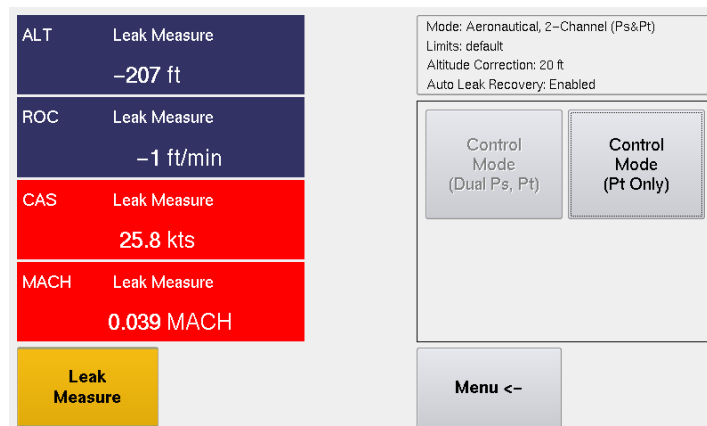 ALT Leak Measure
−207 ft
ROC Leak Measure
−1 ft/min
CAS Leak Measure
25.8 kts
MACH Leak Measure
0.039 MACH
Leak
Measure
Mode: Aeronautical, 2−Channel (Ps&Pt)
Limits: default
Altitude Correction: 20 ft
Auto Leak Recovery: Enabled
Control
Mode
(Dual Ps, Pt)
Control
Mode
(Pt Only)
Menu <−